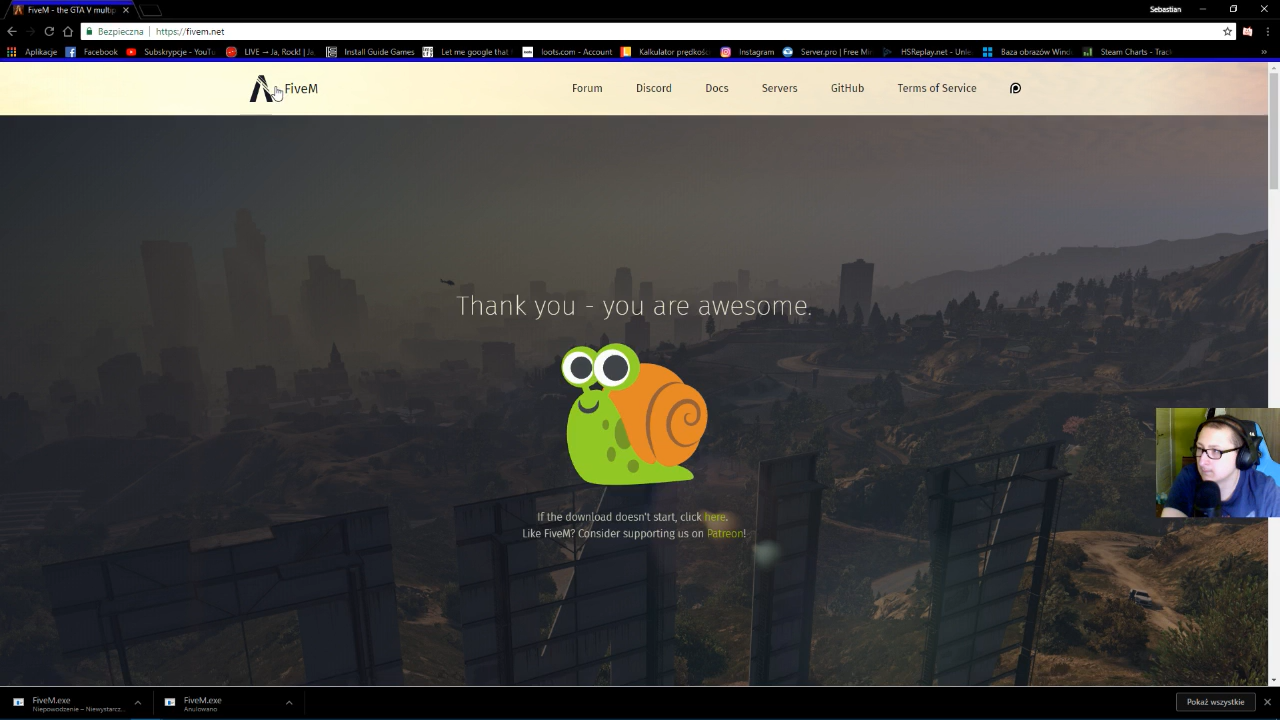 FiveM - the GTA V multip
Sebastian
Bezpieczna
https://fivem.net
Aplikacje
Facebook
Subskrypcje - YouTu
LIVE → Ja, Rock! | Ja
Install Guide Games
Let me google that
loots.com - Account
Kalkulator prędkośc
Instagram
Server.pro | Free Mi
HSReplay.net - Unle
Baza obrazów Wind
Steam Charts - Track
FiveM
Forum
Discord
Docs
Servers
GitHub
Terms of Service
Thank you - you are awesome.
If the download doesn't start, click here.
Like FiveM? Consider supporting us on Patreon!
FiveM.exe
Niepowodzenie – Niewystarcz...
FiveM.exe
Anulowano
Pokaż wszystkie